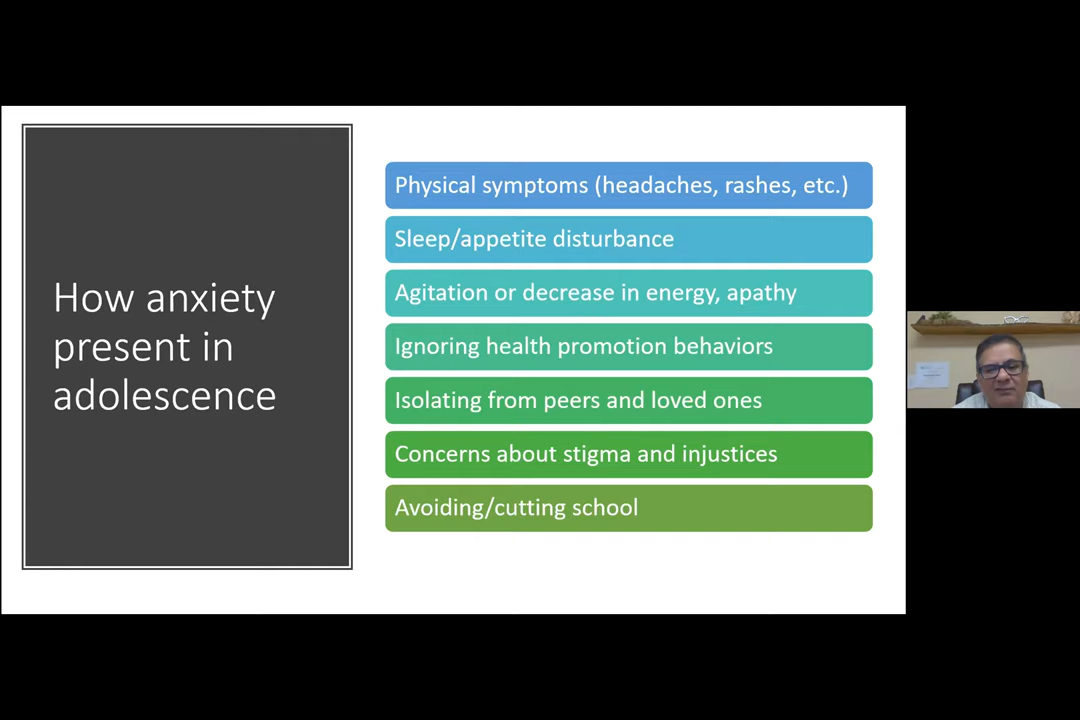 How anxiety
present in
adolescence
Physical symptoms (headaches, rashes, etc.)
Sleep/appetite disturbance
Agitation or decrease in energy, apathy
Ignoring health promotion behaviors
Isolating from peers and loved ones
Concerns about stigma and injustices
Avoiding/cutting school